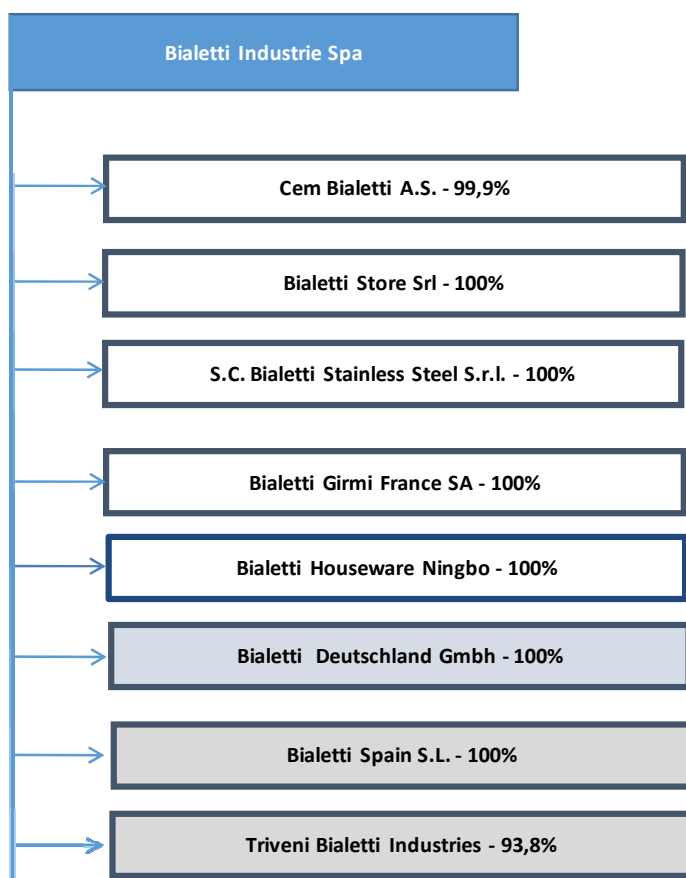 Bialetti Industrie Spa
Cem Bialetti A.S. - 99,9%
Bialetti Store Srl - 100%
S.C. Bialetti Stainless Steel S.r.l. - 100%
Bialetti Girmi France SA - 100%
Bialetti Houseware Ningbo - 100%
Bialetti Deutschland Gmbh - 100%
Bialetti Spain S.L. - 100%
Triveni Bialetti Industries - 93,8%